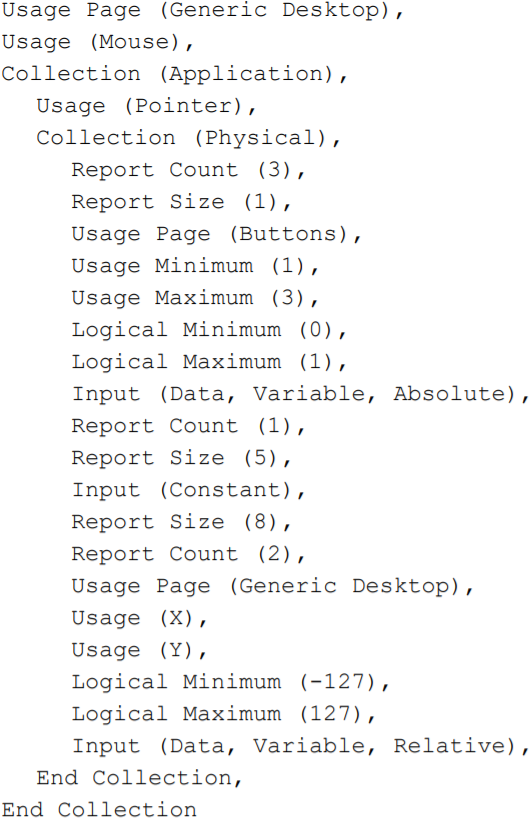 Usage Page (Generic Desktop),
Usage (Mouse),
Collection (Application),
Usage (Pointer),
Collection (Physical),
Report Count (3),
Report Size (1),
Usage Page (Buttons),
Usage Minimum (1),
Usage Maximum (3),
Logical Minimum (0),
Logical Maximum (1),
Input (Data, Variable, Absolute),
Report Count (1),
Report Size (5),
Input (Constant),
Report Size (8),
Report Count (2),
Usage Page (Generic Desktop),
Usage (X),
Usage (Y),
Logical Minimum (-127),
Logical Maximum (127),
Input (Data, Variable, Relative),
End Collection,
End Collection